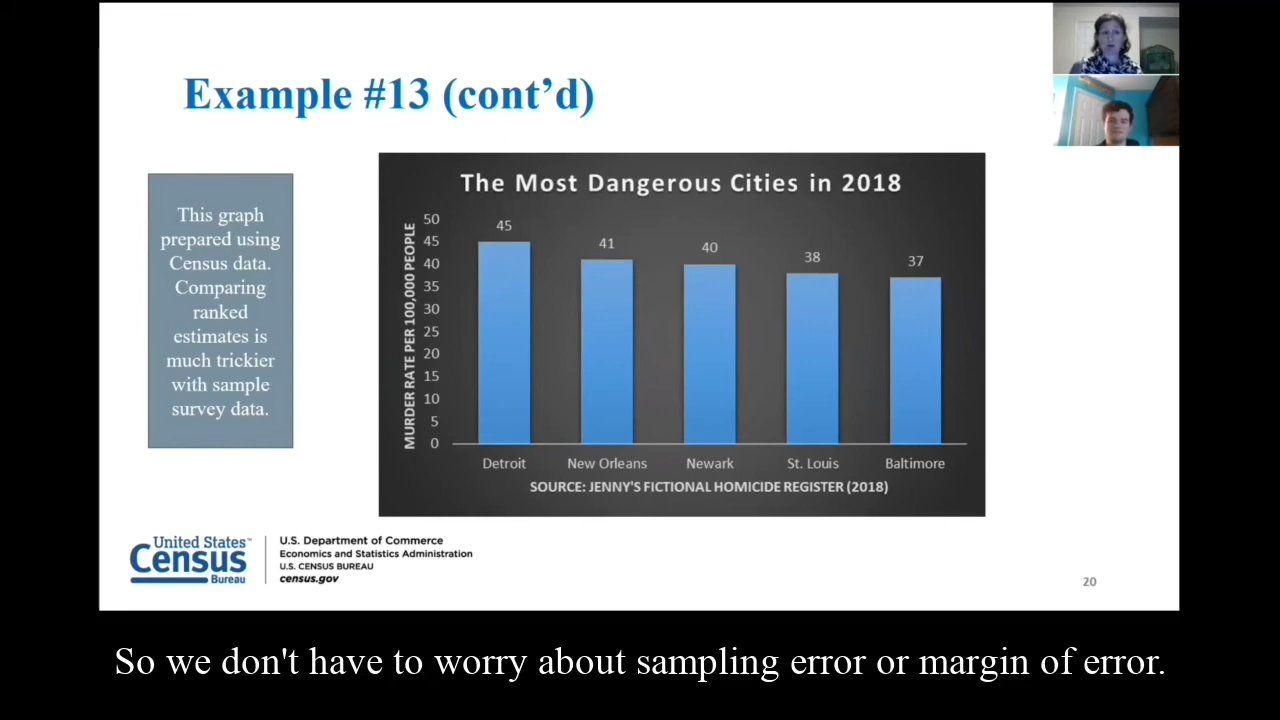 Example #13 (cont’d)
This graph
prepared using
Census data.
Comparing
ranked
estimates is
much trickier
with sample
survey data.
The Most Dangerous Cities in 2018
MURDER RATE PER 100,000 PEOPLE
50
45
40
35
30
25
20
15
10
5
0
45
41
40
38
37
Detroit
New Orleans
Newark
St. Louis
Baltimore
SOURCE: JENNY'S FICTIONAL HOMICIDE REGISTER (2018)
United States™
Census
Bureau
U.S. Department of Commerce
Economics and Statistics Administration
U.S. CENSUS BUREAU
census.gov
20
So we don't have to worry about sampling error or margin of error.